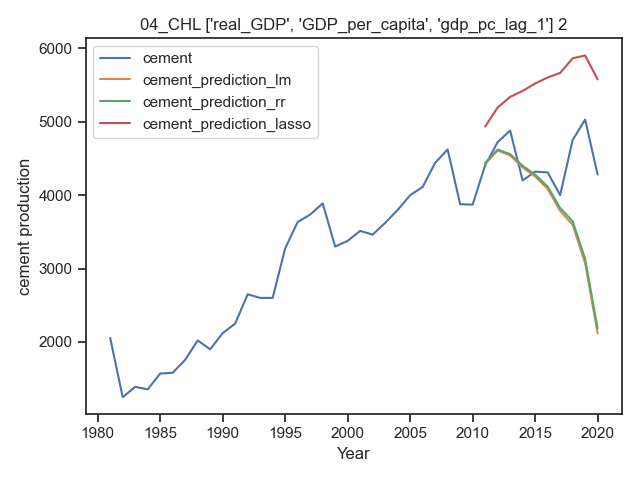 04_CHL ['real_GDP', 'GDP_per_capita', 'gdp_pc_lag_1'] 2
cement
cement_prediction_lm
cement_prediction_rr
cement_prediction_lasso
cement production
6000
5000
4000
3000
2000
1980
1985
1990
1995
2000
2005
2010
2015
2020
Year